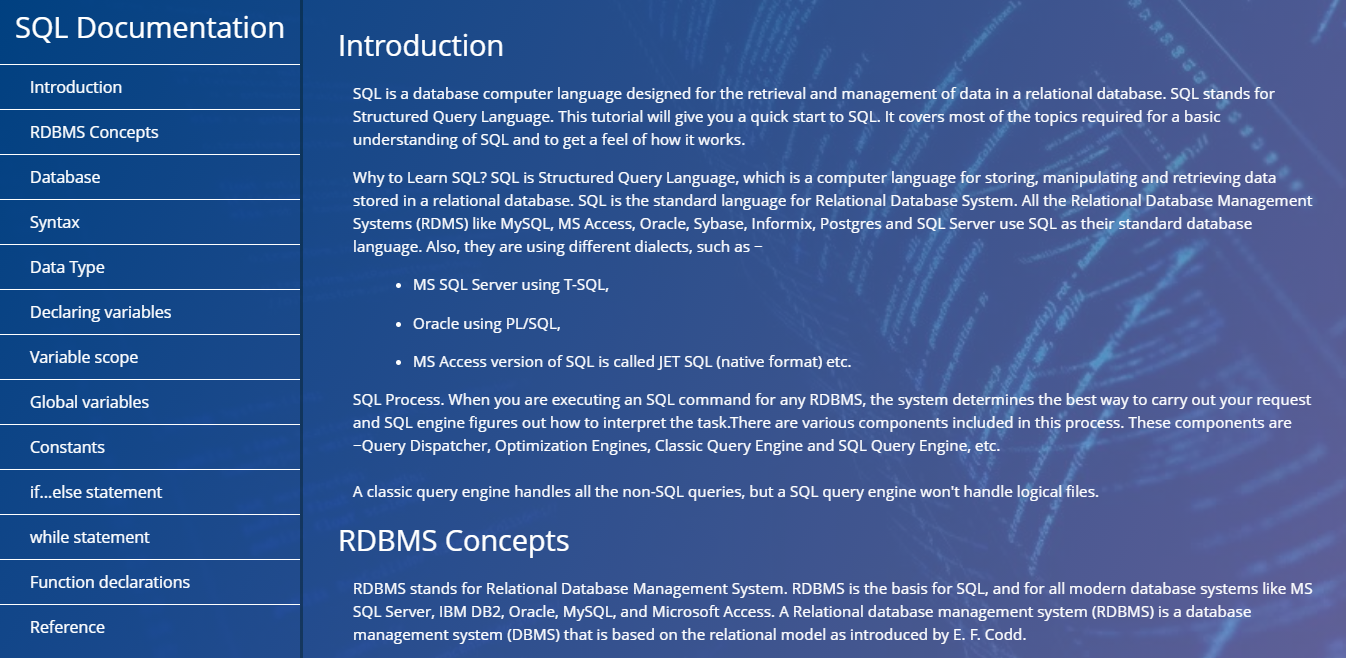 SQL Documentation
Introduction
RDBMS Concepts
Database
Syntax
Data Type
Declaring variables
Variable scope
Global variables
Constants
if...else statement
while statement
Function declarations
Reference
Introduction
SQL is a database computer language designed for the retrieval and management of data in a relational database. SQL stands for
Structured Query Language. This tutorial will give you a quick start to SQL. It covers most of the topics required for a basic
understanding of SQL and to get a feel of how it works.
Why to Learn SQL? SQL is Structured Query Language, which is a computer language for storing, manipulating and retrieving data
stored in a relational database. SQL is the standard language for Relational Database System. All the Relational Database Management
Systems (RDMS) like MySQL, MS Access, Oracle, Sybase, Informix, Postgres and SQL Server use SQL as their standard database
language. Also, they are using different dialects, such as −
• MS SQL Server using T-SQL,
• Oracle using PL/SQL,
• MS Access version of SQL is called JET SQL (native format) etc.
SQL Process. When you are executing an SQL command for any RDBMS, the system determines the best way to carry out your request
and SQL engine figures out how to interpret the task.There are various components included in this process. These components are
−Query Dispatcher, Optimization Engines, Classic Query Engine and SQL Query Engine, etc.
A classic query engine handles all the non-SQL queries, but a SQL query engine won't handle logical files.
RDBMS Concepts
RDBMS stands for Relational Database Management System. RDBMS is the basis for SQL, and for all modern database systems like MS
SQL Server, IBM DB2, Oracle, MySQL, and Microsoft Access. A Relational database management system (RDBMS) is a database
management system (DBMS) that is based on the relational model as introduced by E. F. Codd.